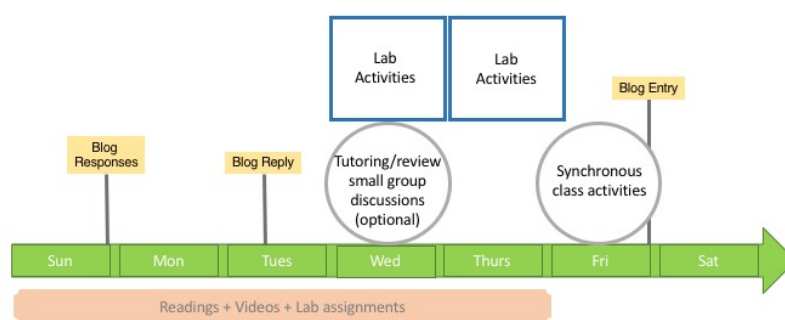 Lab
Activities
Lab
Activities
Blog Entry
Blog
Responses
Blog Reply
Tutoring/review
small group
discussions
(optional)
Synchronous
class activities
Sun
Mon
Tues
Wed
Thurs
Fri
Sat
Readings + Videos + Lab assignments